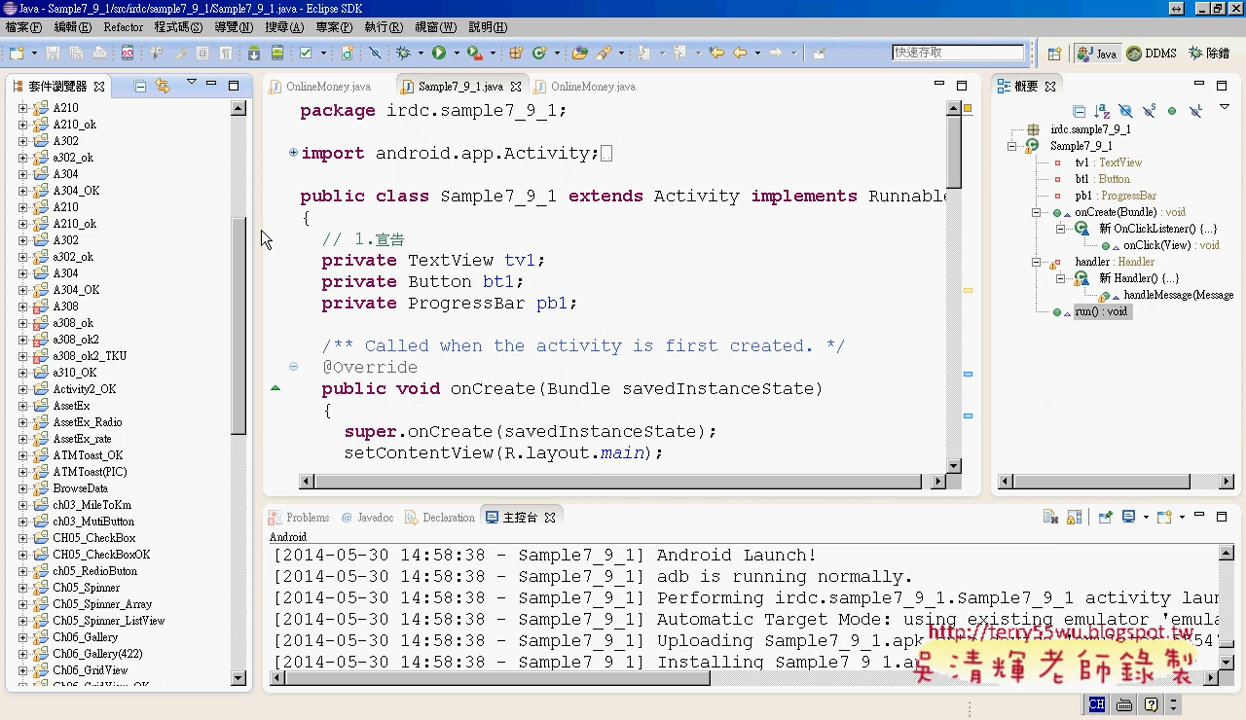 Java - Sample7_9_1/src/irdc/sample7_9_1/Sample7_9_1.java - Eclipse SDK
檔案(F) 編輯(E) Refactor 程式碼(S) 導覽(N) 搜尋(A) 專案(P) 執行(R) 視窗(W) 說明(H)
快速存取 Java DDMS 除錯
套件瀏覽器
A210
A210_ok
A302
a302_ok
A304
A304_OK
A210
A210_ok
A302
a302_ok
A304
A304_OK
A308
a308_ok
a308_ok2
a308_ok2_TKU
a310_OK
Activity2_OK
AssetEx
AssetEx_Radio
AssetEx_rate
ATMToast_OK
ATMToast(PIC)
BrowseData
ch03_MileToKm
ch03_MutiButton
CH05_CheckBox
CH05_CheckBoxOK
ch05_RedioButon
Ch05_Spinner
Ch05_Spinner_Array
Ch05_Spinner_ListView
Ch06_Gallery
Ch06_Gallery(422)
Ch06_GridView
Ch06_GridView_OK
OnlineMoney.java Sample7_9_1.java OnlineMoney.java
package irdc.sample7_9_1;
import android.app.Activity;
public class Sample7_9_1 extends Activity implements Runnable
{
// 1.宣告
private TextView tv1;
private Button bt1;
private ProgressBar pb1;
/** Called when the activity is first created. */
@Override
public void onCreate(Bundle savedInstanceState)
{
super.onCreate(savedInstanceState);
setContentView(R.layout.main);
概要
irdc.sample7_9_1
Sample7_9_1
tv1 : TextView
bt1 : Button
pb1 : ProgressBar
onCreate(Bundle) : void
新 OnClickListener() {...}
onClick(View) : void
handler : Handler
新 Handler() {...}
handleMessage(Message
run() : void
Problems Javadoc Declaration 主控台
Android
[2014-05-30 14:58:38 - Sample7_9_1] Android Launch!
[2014-05-30 14:58:38 - Sample7_9_1] adb is running normally.
[2014-05-30 14:58:38 - Sample7_9_1] Performing irdc.sample7_9_1.Sample7_9_1 activity laun
[2014-05-30 14:58:38 - Sample7_9_1] Automatic Target Mode: using existing emulator 'emula
[2014-05-30 14:58:38 - Sample7_9_1] Uploading Sample7_9_1.apk
[2014-05-30 14:58:38 - Sample7_9_1] Installing Sample7_9_1.a
http://terry55wu.blogspot.tw
吳清輝老師錄製
CH